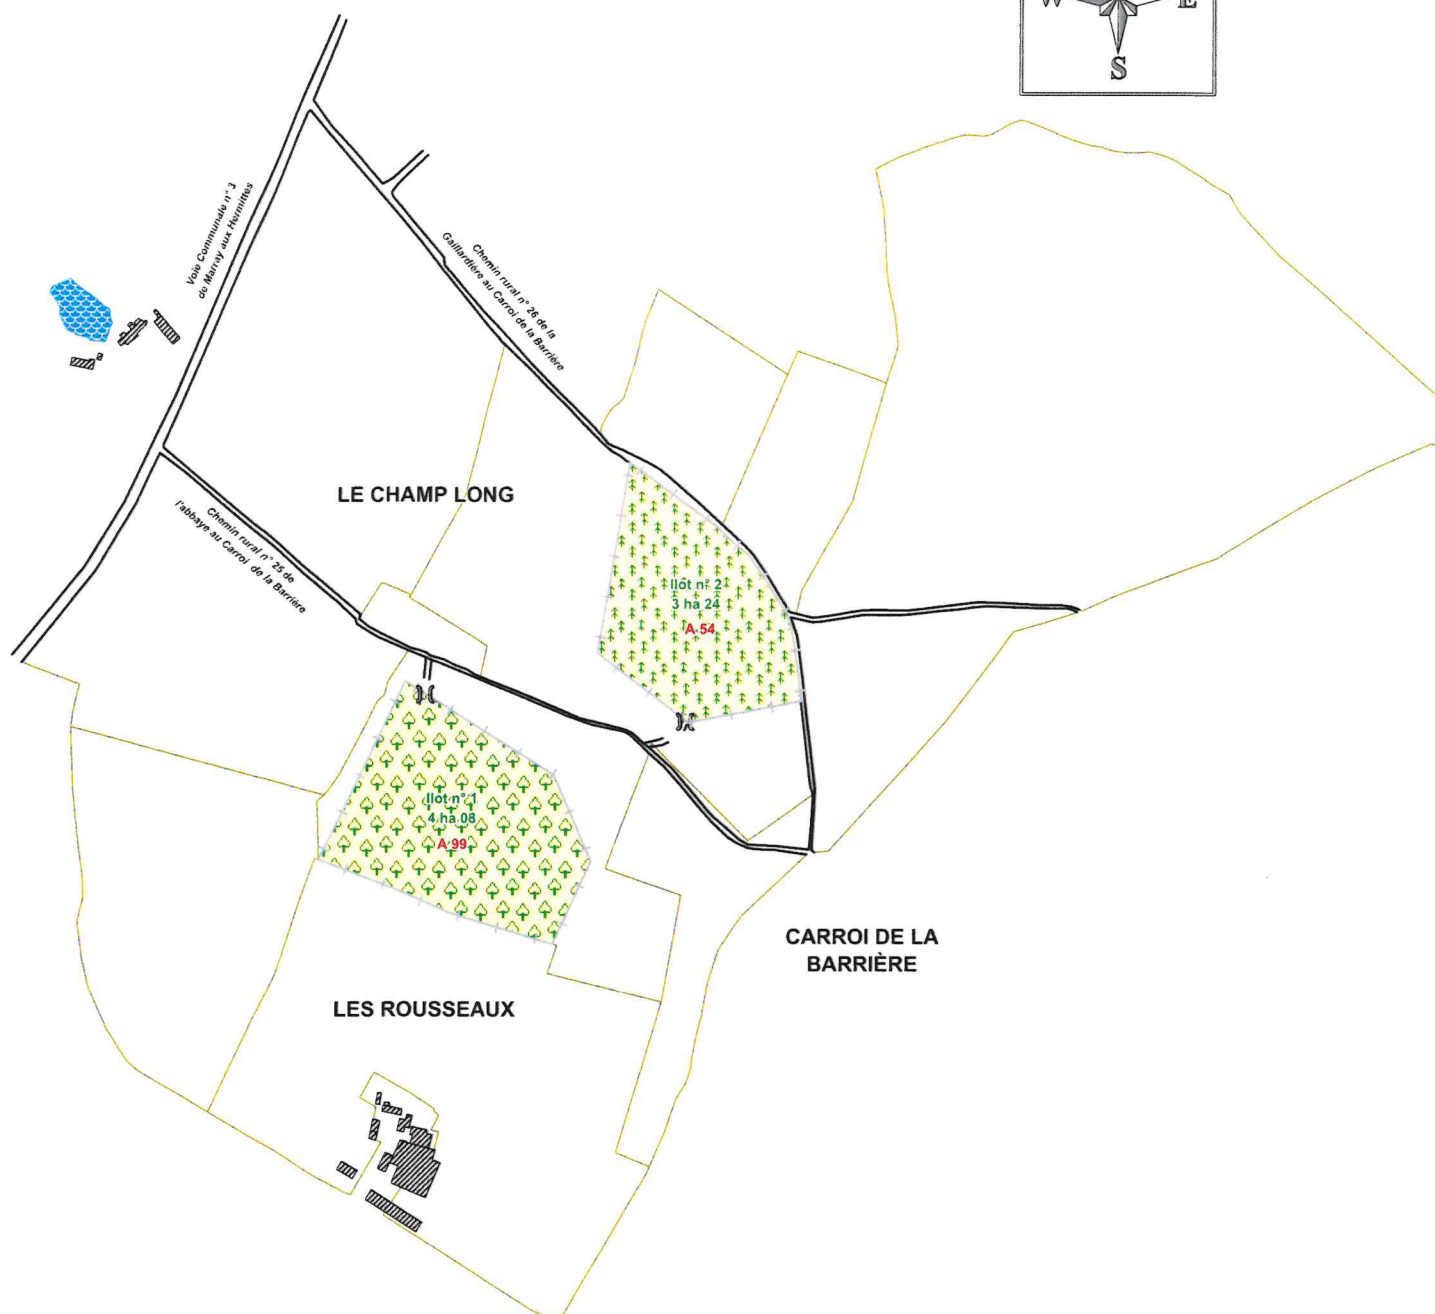 W
E
S
Voie Communale n° 3
de Marray aux Hermittes
Chemin rural n° 26 de la
Gaillardière au Carroi de la Barrière
LE CHAMP LONG
Chemin rural n° 25 de
l'abbaye au Carroi de la Barrière
Ilot n° 2
3 ha 24
A 54
Ilot n° 1
4 ha 08
A 99
CARROI DE LA
BARRIÈRE
LES ROUSSEAUX